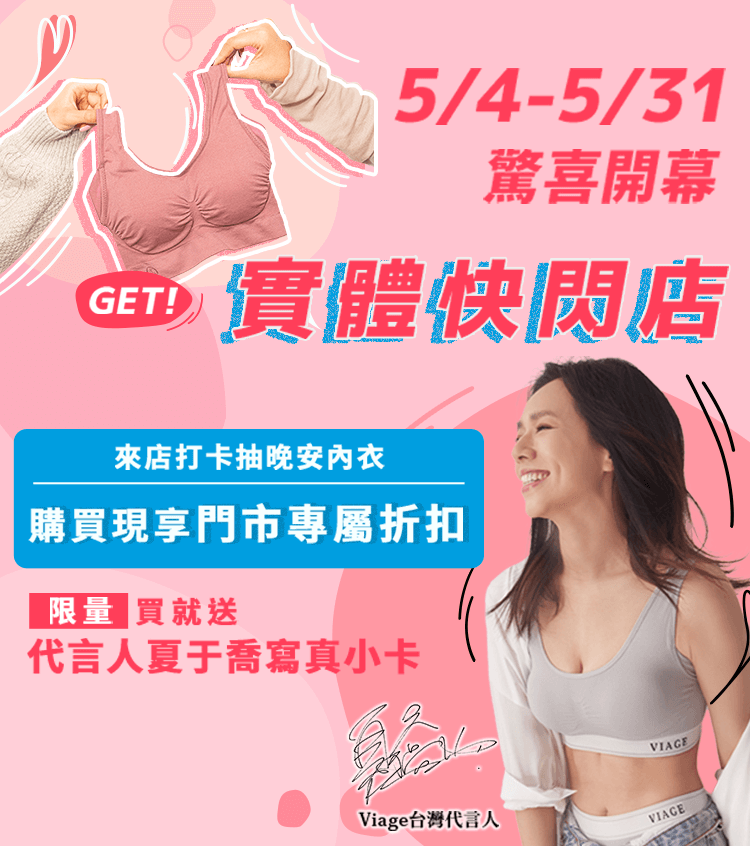 5/4-5/31
驚喜開幕
GET!
實體快閃店
來店打卡抽晚安內衣
購買現享門市專屬折扣
限量 買就送
代言人夏于喬寫真小卡
Viage台灣代言人
VIAGE
VIAGE